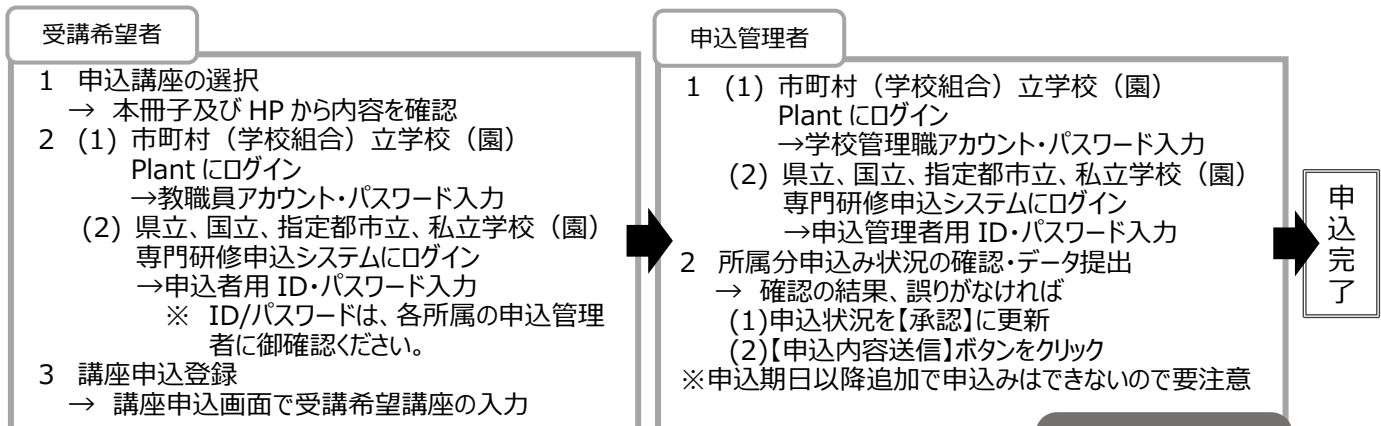 受講希望者
1 申込講座の選択
→ 本冊子及び HP から内容を確認
2 (1) 市町村（学校組合）立学校（園）
Plant にログイン
→教職員アカウント・パスワード入力
(2) 県立、国立、指定都市立、私立学校（園）
専門研修申込システムにログイン
→申込者用 ID・パスワード入力
※ ID/パスワードは、各所属の申込管理
者に御確認ください。
3 講座申込登録
→ 講座申込画面で受講希望講座の入力
申込管理者
1 (1) 市町村（学校組合）立学校（園）
Plant にログイン
→学校管理職アカウント・パスワード入力
(2) 県立、国立、指定都市立、私立学校（園）
専門研修申込システムにログイン
→申込管理者用 ID・パスワード入力
2 所属分申込み状況の確認・データ提出
→ 確認の結果、誤りがなければ
(1)申込状況を【承認】に更新
(2)【申込内容送信】ボタンをクリック
※申込期日以降追加で申込みはできないので要注意
申込完了